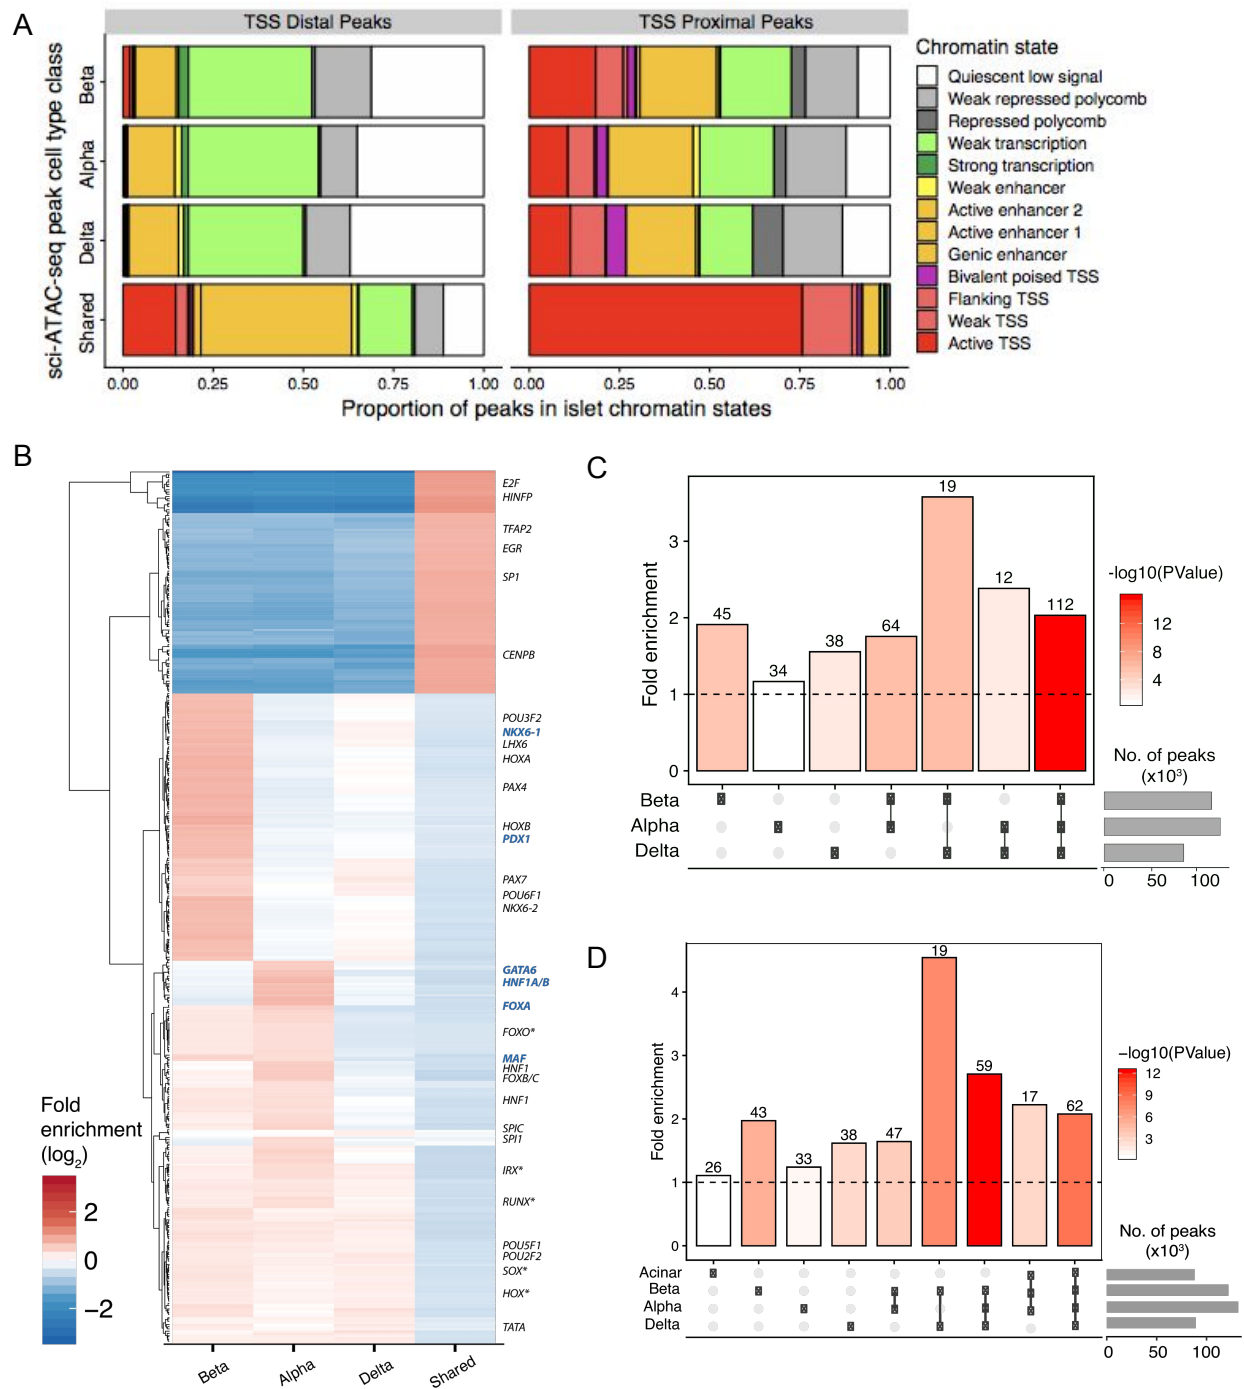 A
TSS Distal Peaks
TSS Proximal Peaks
sci-ATAC-seq peak cell type class
Beta
Alpha
Delta
Shared
0.00 0.25 0.50 0.75 1.00
0.00 0.25 0.50 0.75 1.00
Proportion of peaks in islet chromatin states
Chromatin state
Quiescent low signal
Weak repressed polycomb
Repressed polycomb
Weak transcription
Strong transcription
Weak enhancer
Active enhancer 2
Active enhancer 1
Genic enhancer
Bivalent poised TSS
Flanking TSS
Weak TSS
Active TSS
B
E2F
HINFP
TFAP2
EGR
SP1
CENPB
POU3F2
NKX6-1
LHX6
HOXA
PAX4
HOXB
PDX1
PAX7
POU6F1
NKX6-2
GATA6
HNF1A/B
FOXA
FOXO*
MAF
HNF1
FOXB/C
HNF1
SPIC
SPI1
IRX*
RUNX*
POU5F1
POU2F2
SOX*
HOX*
TATA
Fold
enrichment
(log2)
2
0
−2
Beta Alpha Delta Shared
C
Fold enrichment
3
2
1
0
45 34 38 64 19 12 112
Beta
Alpha
Delta
-log10(PValue)
12
8
4
No. of peaks
(x10³)
0 50 100
D
Fold enrichment
4
3
2
1
0
26 43 33 38 47 19 59 17 62
Acinar
Beta
Alpha
Delta
−log10(PValue)
12
9
6
3
No. of peaks
(x10³)
0 50 100